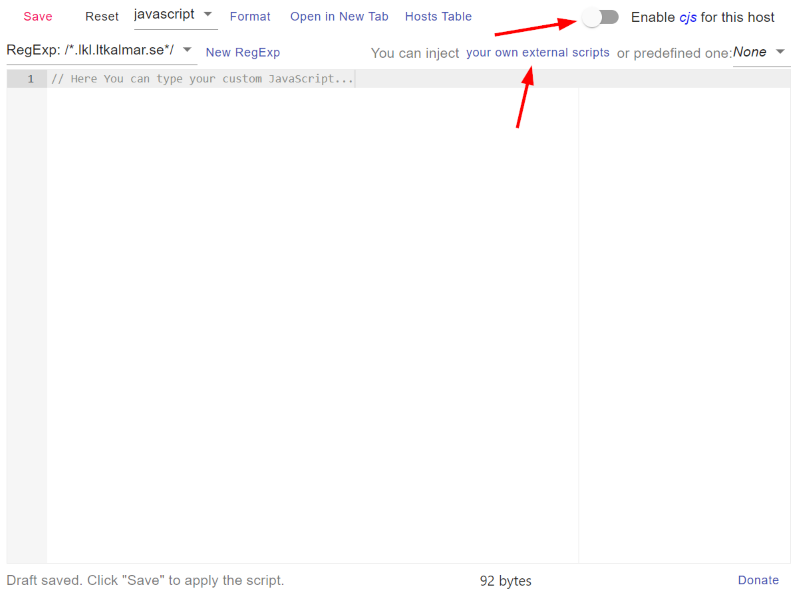 Save Reset javascript Format Open in New Tab Hosts Table Enable cjs for this host
RegExp: /*.lkl.ltkalmar.se*/ New RegExp You can inject your own external scripts or predefined one: None
1 // Here You can type your custom JavaScript...
Draft saved. Click "Save" to apply the script. 92 bytes Donate